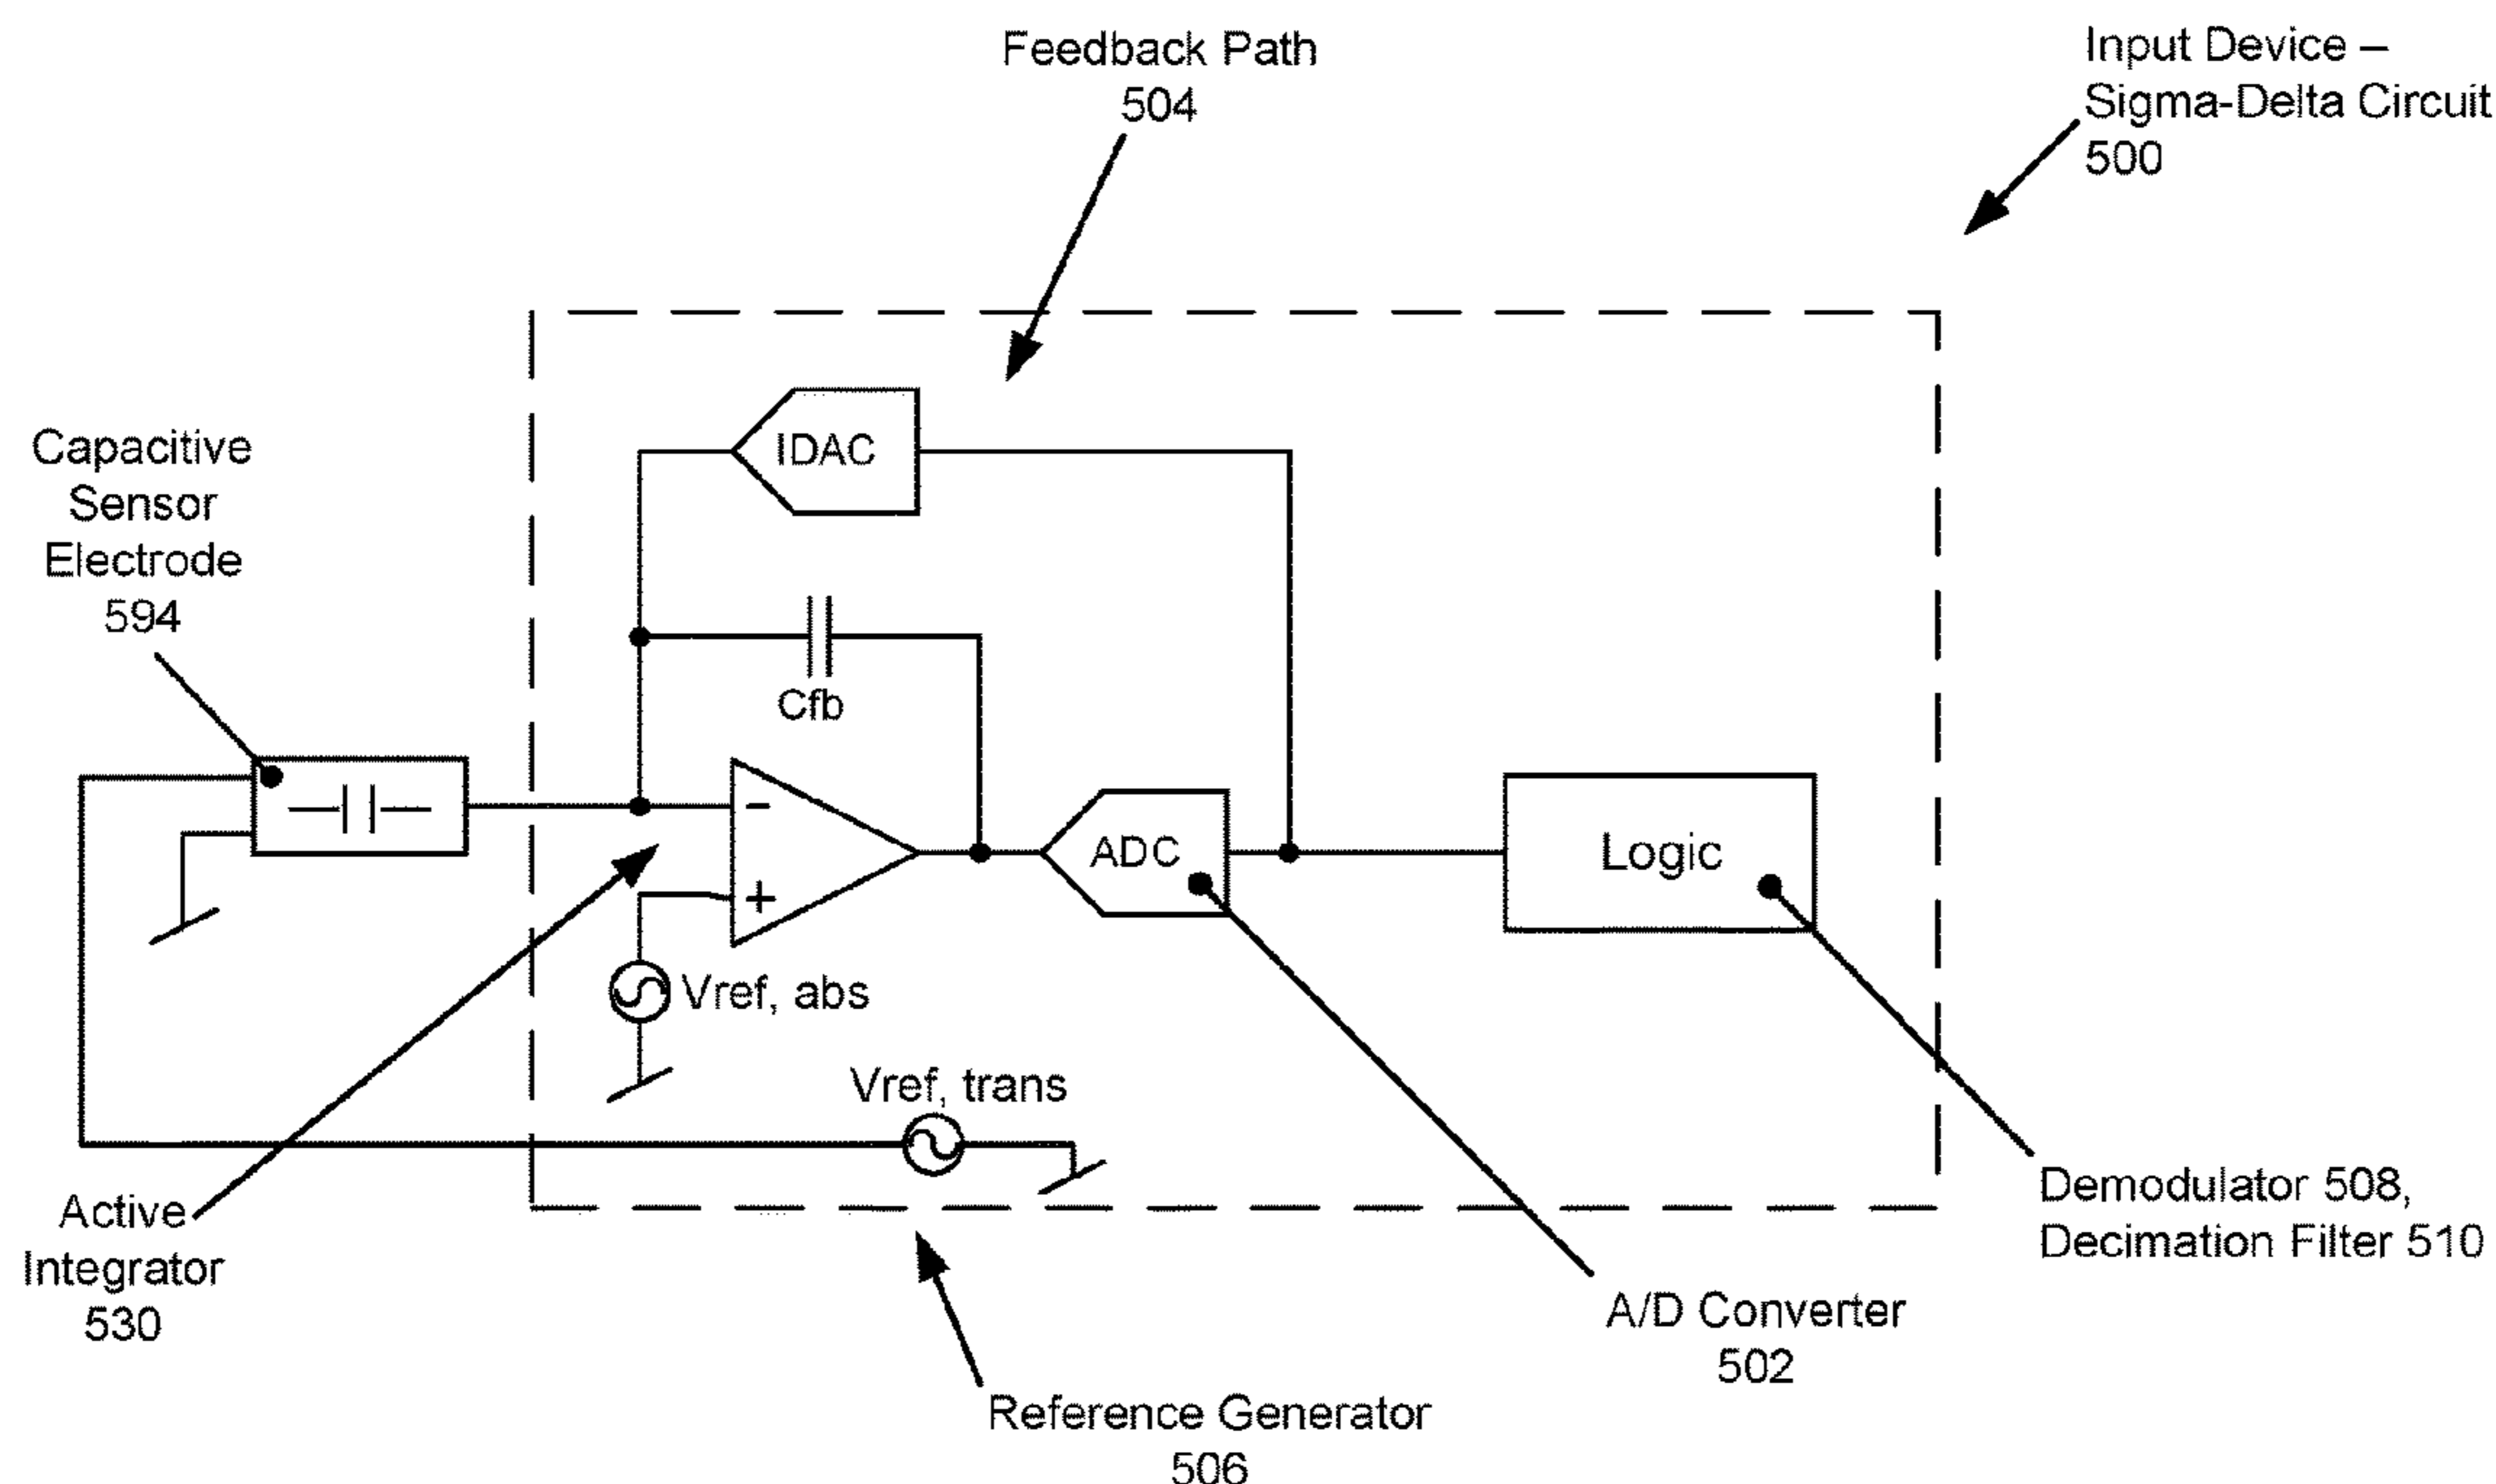 Feedback Path
504
Input Device –
Sigma-Delta Circuit
500
Capacitive
Sensor
Electrode
594
IDAC
Cfb
-
+
ADC
Logic
Vref, abs
Vref, trans
Active
Integrator
530
Demodulator 508,
Decimation Filter 510
A/D Converter
502
Reference Generator
506